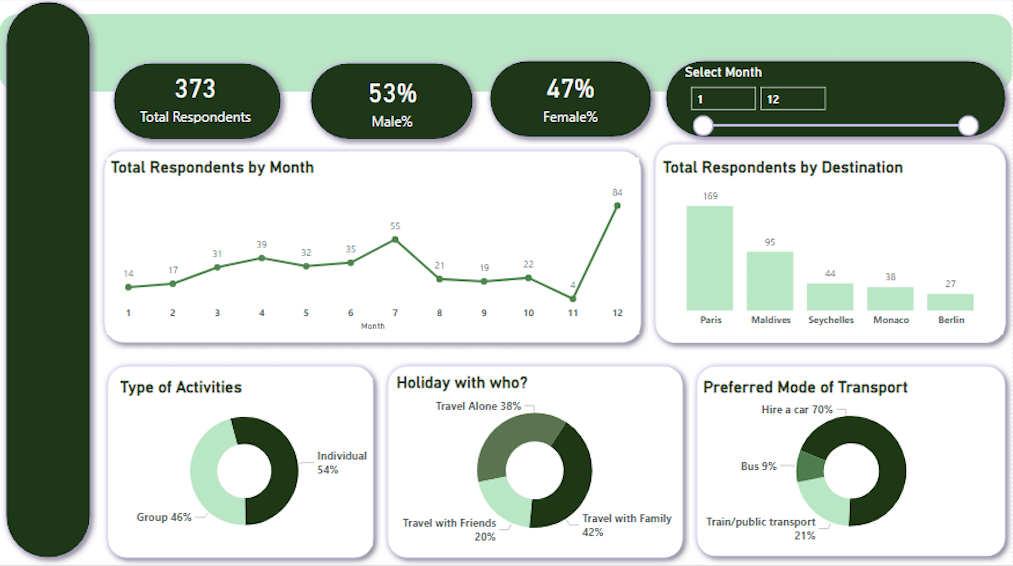 373
Total Respondents
53%
Male%
47%
Female%
Select Month
1 12
Total Respondents by Month
14 17 31 39 32 35 55 21 19 22 4 84
1 2 3 4 5 6 7 8 9 10 11 12
Month
Total Respondents by Destination
169 95 44 38 27
Paris Maldives Seychelles Monaco Berlin
Type of Activities
Individual
54%
Group 46%
Holiday with who?
Travel Alone 38%
Travel with Friends
20%
Travel with Family
42%
Preferred Mode of Transport
Hire a car 70%
Bus 9%
Train/public transport
21%